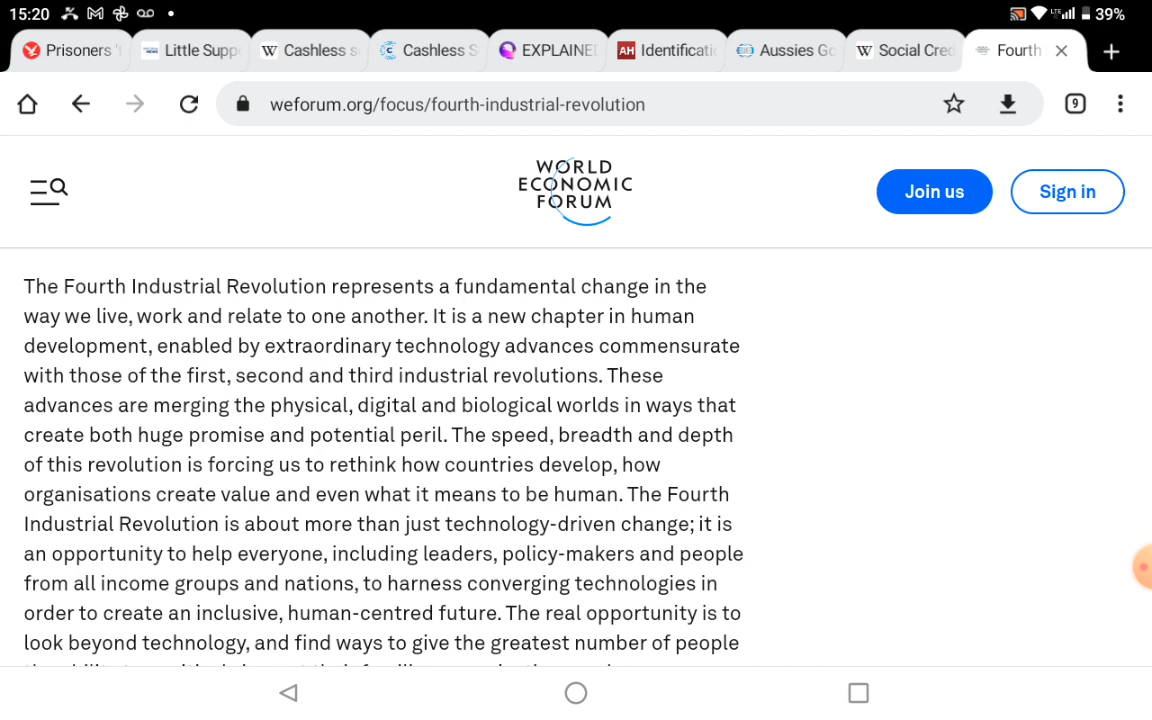 15:20 39%
Prisoners Little Supp Cashless s Cashless S EXPLAINE AH Identificati Aussies Go W Social Cred Fourth
weforum.org/focus/fourth-industrial-revolution 9
WORLD
ECONOMIC
FORUM
Join us Sign in
The Fourth Industrial Revolution represents a fundamental change in the
way we live, work and relate to one another. It is a new chapter in human
development, enabled by extraordinary technology advances commensurate
with those of the first, second and third industrial revolutions. These
advances are merging the physical, digital and biological worlds in ways that
create both huge promise and potential peril. The speed, breadth and depth
of this revolution is forcing us to rethink how countries develop, how
organisations create value and even what it means to be human. The Fourth
Industrial Revolution is about more than just technology-driven change; it is
an opportunity to help everyone, including leaders, policy-makers and people
from all income groups and nations, to harness converging technologies in
order to create an inclusive, human-centred future. The real opportunity is to
look beyond technology, and find ways to give the greatest number of people